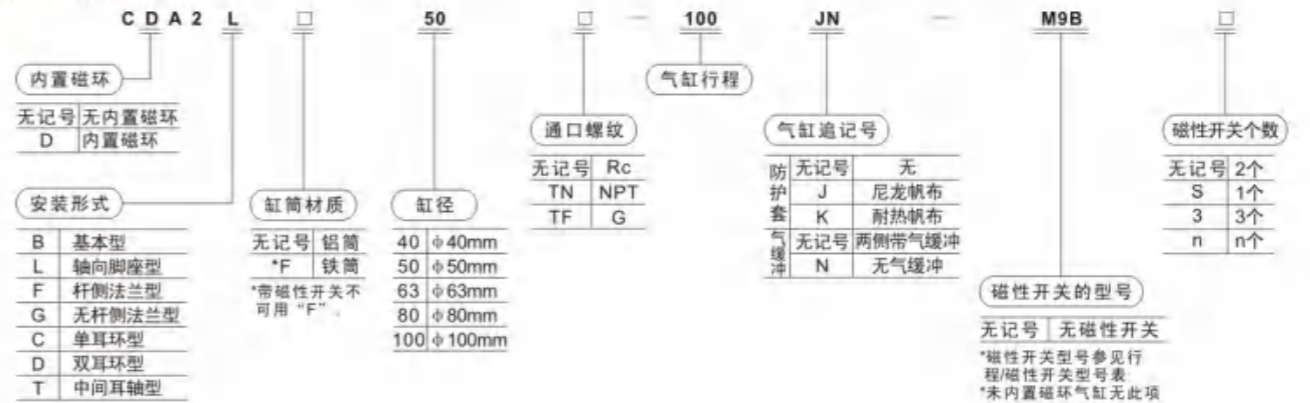 CDA2 L □ 50 □ — 100 JN — M9B □
内置磁环
无记号 无内置磁环
D 内置磁环
安装形式
B 基本型
L 轴向脚座型
F 杆侧法兰型
G 无杆侧法兰型
C 单耳环型
D 双耳环型
T 中间耳轴型
缸筒材质
无记号 铝筒
*F 铁筒
*带磁性开关不
可用“F”.
缸径
40 φ40mm
50 φ50mm
63 φ63mm
80 φ80mm
100 φ100mm
通口螺纹
无记号 Rc
TN NPT
TF G
气缸行程
气缸追记号
防护套
无记号 无
J 尼龙帆布
K 耐热帆布
气缓冲
无记号 两侧带气缓冲
N 无气缓冲
磁性开关的型号
无记号 无磁性开关
*磁性开关型号参见行
程/磁性开关型号表
*未内置磁环气缸无此项
磁性开关个数
无记号 2个
S 1个
3 3个
n n个